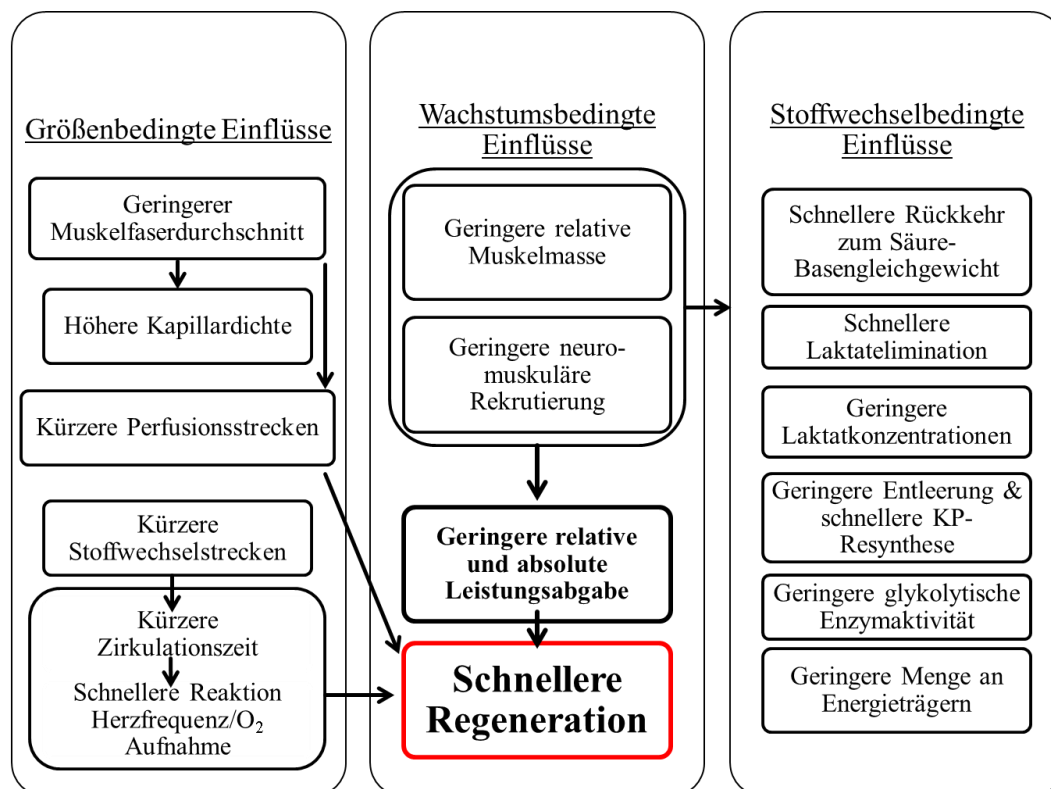 Größenbedingte Einflüsse
Geringerer
Muskelfaserdurchschnitt
Höhere Kapillardichte
Kürzere Perfusionsstrecken
Kürzere
Stoffwechselstrecken
Kürzere
Zirkulationszeit
Schnellere Reaktion
Herzfrequenz/O₂
Aufnahme
Wachstumsbedingte
Einflüsse
Geringere relative
Muskelmasse
Geringere neuro-
muskuläre
Rekrutierung
Geringere relative
und absolute
Leistungsabgabe
Schnellere
Regeneration
Stoffwechselbedingte
Einflüsse
Schnellere Rückkehr
zum Säure-
Basengleichgewicht
Schnellere
Laktatelimination
Geringere
Laktatkonzentrationen
Geringere Entleerung &
schnellere KP-
Resynthese
Geringere glykolytische
Enzymaktivität
Geringere Menge an
Energieträgern